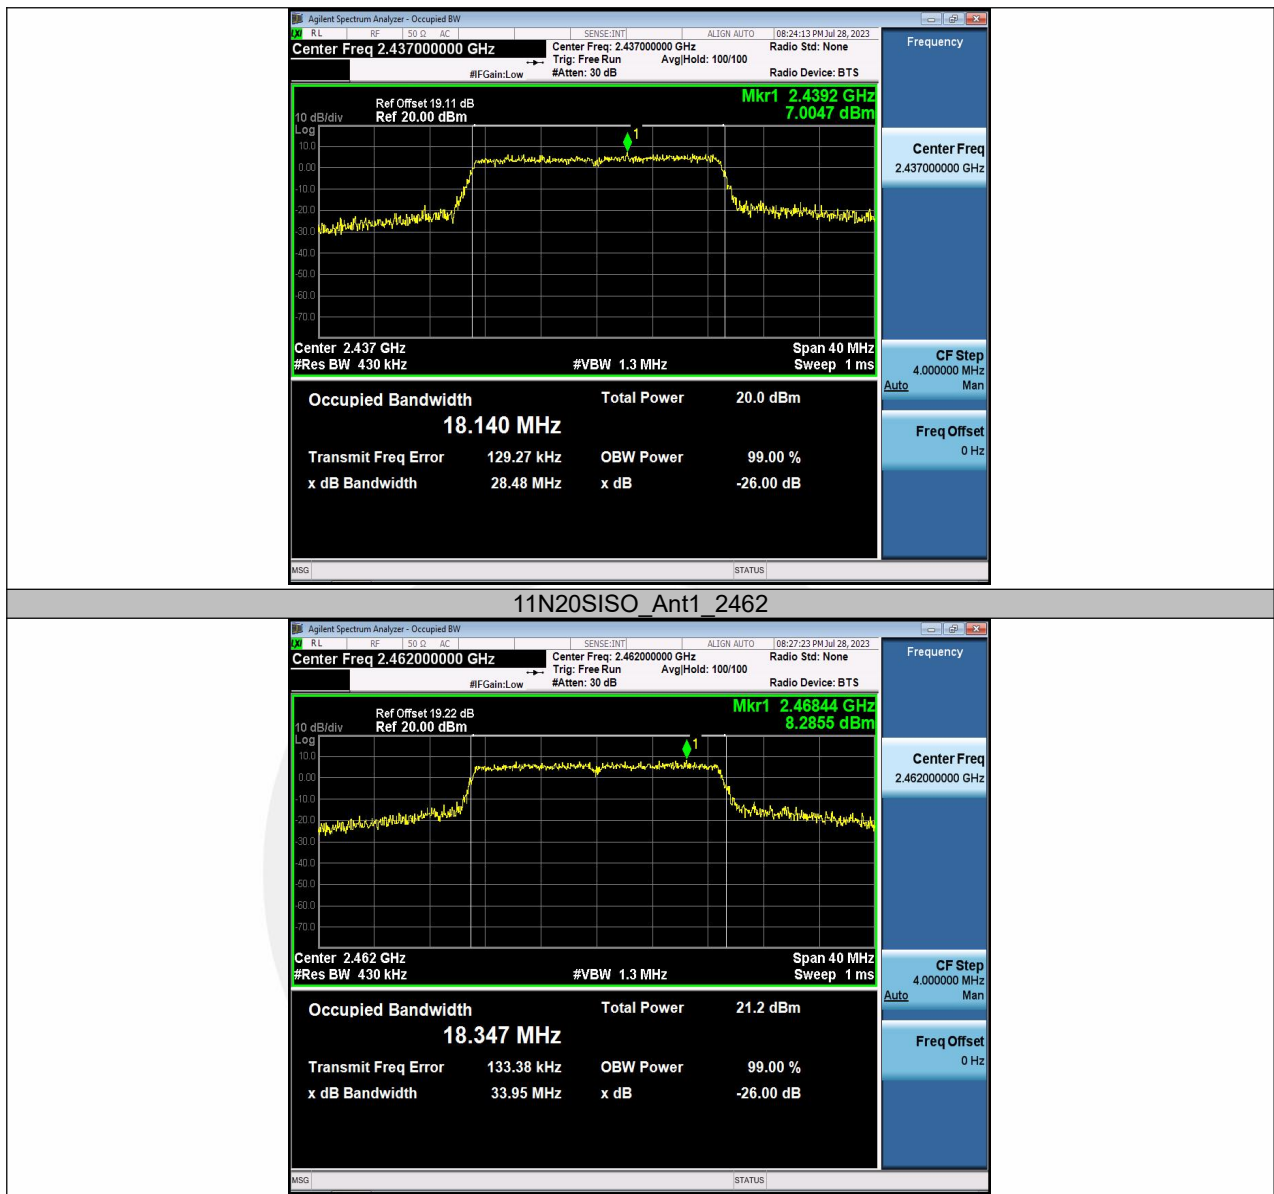 Agilent Spectrum Analyzer - Occupied BW
RL RF 50 Ω AC SENSE:INT ALIGN AUTO 08:24:13 PM Jul 28, 2023
Center Freq 2.437000000 GHz
Center Freq: 2.437000000 GHz
Radio Std: None
Trig: Free Run Avg|Hold: 100/100
#IFGain:Low #Atten: 30 dB Radio Device: BTS
Mkr1 2.4392 GHz
7.0047 dBm
Ref Offset 19.11 dB
10 dB/div Ref 20.00 dBm
Log
10.0
0.00
-10.0
-20.0
-30.0
-40.0
-50.0
-60.0
-70.0
1
Center 2.437 GHz Span 40 MHz
#Res BW 430 kHz #VBW 1.3 MHz Sweep 1 ms
Occupied Bandwidth Total Power 20.0 dBm
18.140 MHz
Transmit Freq Error 129.27 kHz OBW Power 99.00 %
x dB Bandwidth 28.48 MHz x dB -26.00 dB
MSG STATUS
Frequency
Center Freq
2.437000000 GHz
CF Step
4.000000 MHz
Auto Man
Freq Offset
0 Hz
11N20SISO_Ant1_2462
Agilent Spectrum Analyzer - Occupied BW
RL RF 50 Ω AC SENSE:INT ALIGN AUTO 08:27:23 PM Jul 28, 2023
Center Freq 2.462000000 GHz
Center Freq: 2.462000000 GHz
Radio Std: None
Trig: Free Run Avg|Hold: 100/100
#IFGain:Low #Atten: 30 dB Radio Device: BTS
Mkr1 2.46844 GHz
8.2855 dBm
Ref Offset 19.22 dB
10 dB/div Ref 20.00 dBm
Log
10.0
0.00
-10.0
-20.0
-30.0
-40.0
-50.0
-60.0
-70.0
1
Center 2.462 GHz Span 40 MHz
#Res BW 430 kHz #VBW 1.3 MHz Sweep 1 ms
Occupied Bandwidth Total Power 21.2 dBm
18.347 MHz
Transmit Freq Error 133.38 kHz OBW Power 99.00 %
x dB Bandwidth 33.95 MHz x dB -26.00 dB
MSG STATUS
Frequency
Center Freq
2.462000000 GHz
CF Step
4.000000 MHz
Auto Man
Freq Offset
0 Hz